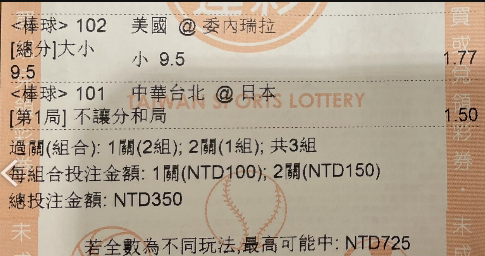 <棒球> 102 美國 @ 委內瑞拉
[總分]大小 小 9.5 1.77
9.5
<棒球> 101 中華台北 @ 日本
TAIWAN SPORTS LOTTERY
[第1局] 不讓分和局 1.50
過關(組合): 1關(2組); 2關(1組); 共3組
每組合投注金額: 1關(NTD100); 2關(NTD150)
總投注金額: NTD350
若全數為不同玩法,最高可能中: NTD725